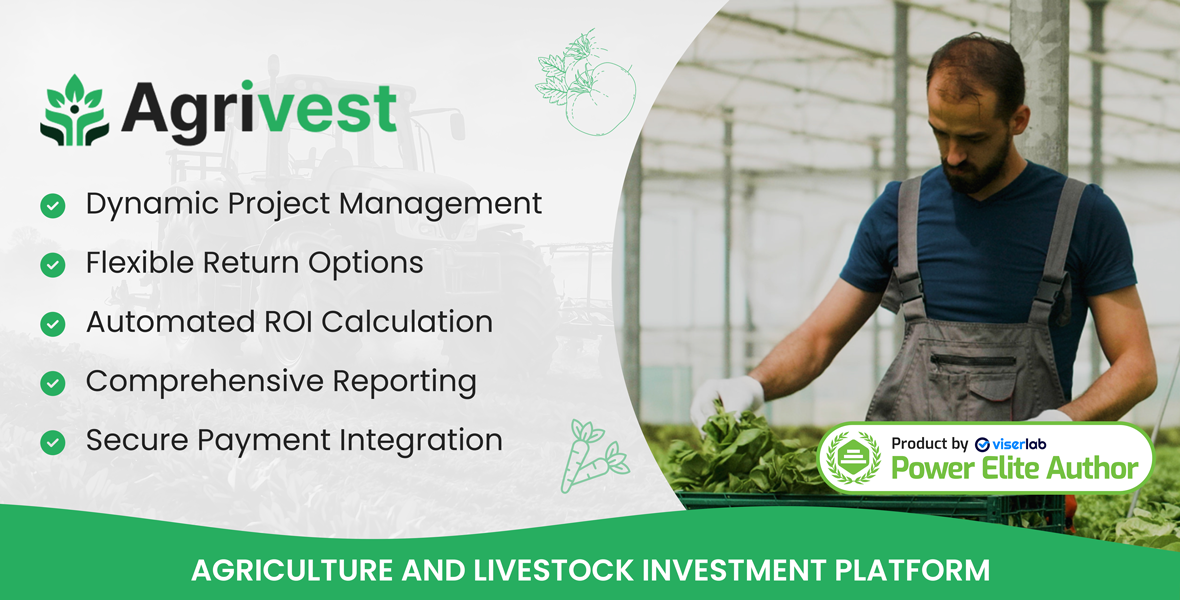 Agrivest
Dynamic Project Management
Flexible Return Options
Automated ROI Calculation
Comprehensive Reporting
Secure Payment Integration
Product by viserlab
Power Elite Author
AGRICULTURE AND LIVESTOCK INVESTMENT PLATFORM